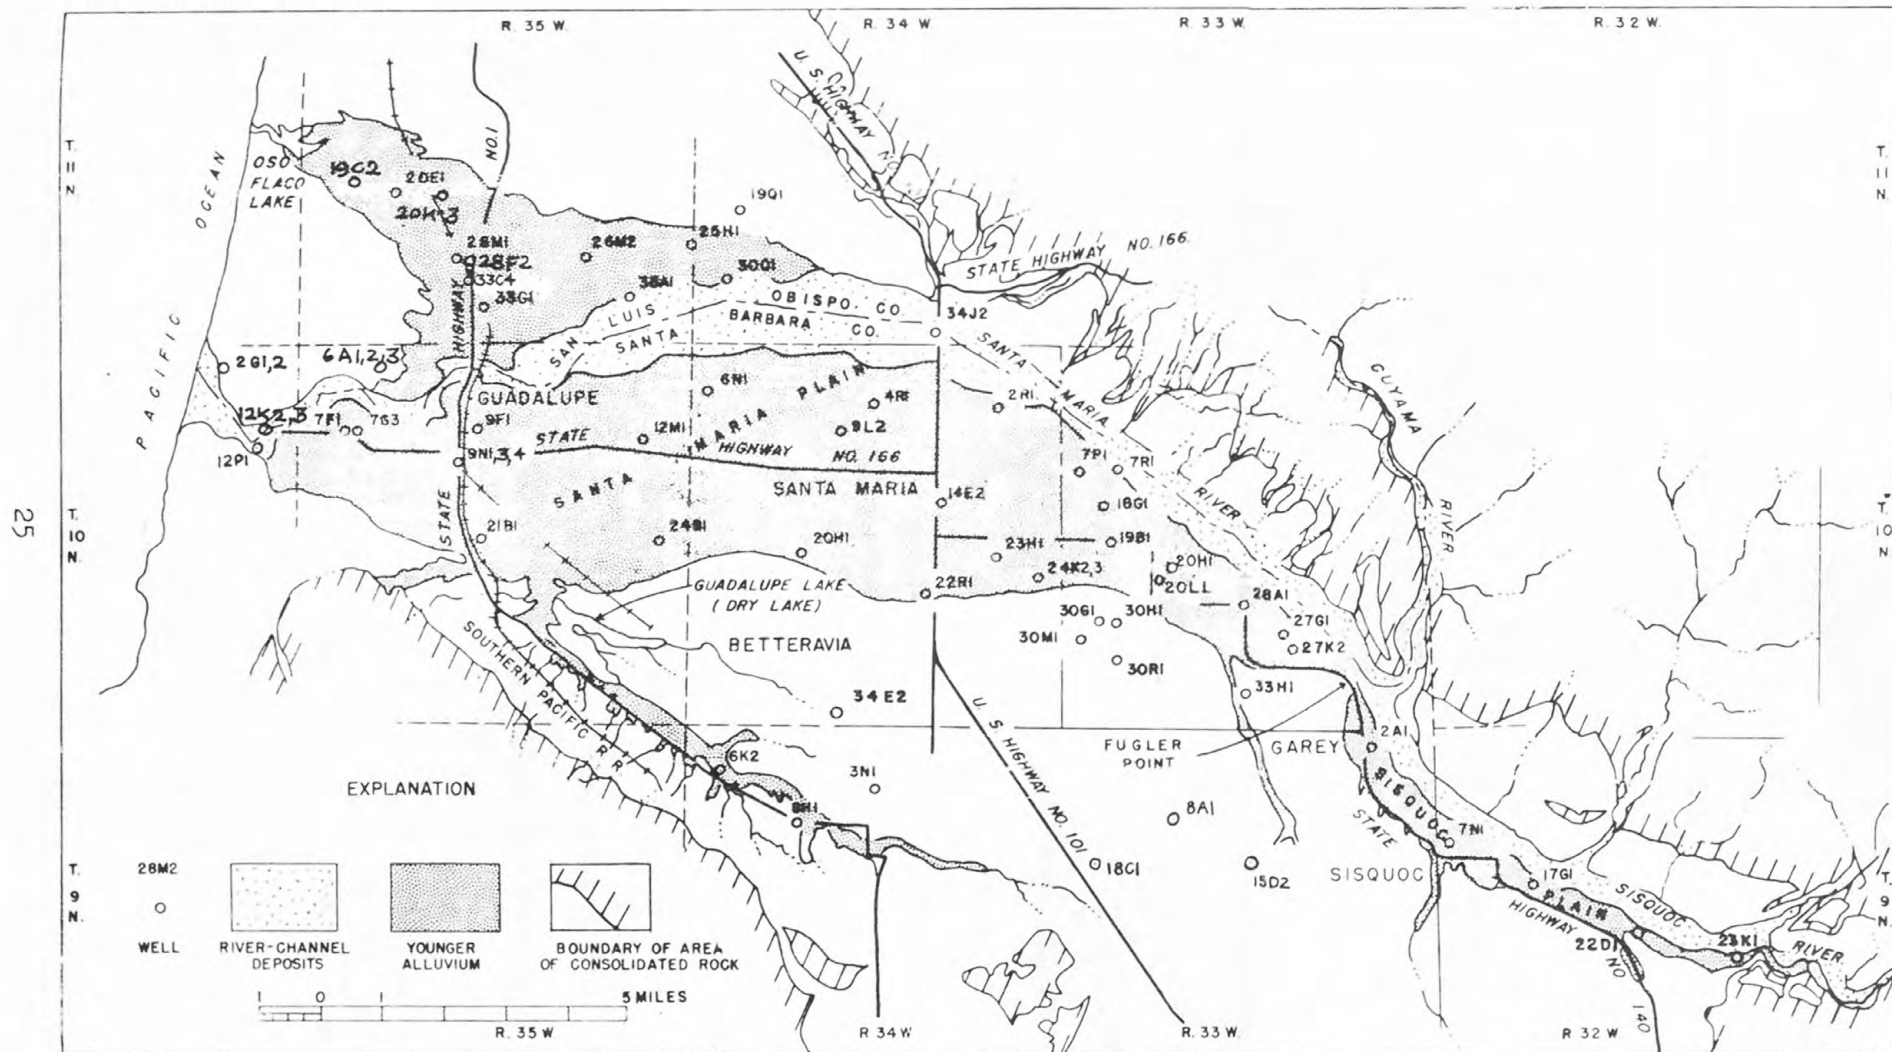 R. 35 W.
R. 34 W.
R. 33 W.
R. 32 W.
U. S. HIGHWAY NO.
NO. 1
T.
11
N.
T.
11
N.
PACIFIC OCEAN
OSO
FLACO
LAKE
19C2
20E1
20K-3
19Q1
28M1
28F2
33C4
33G1
26M2
25H1
35A1
30Q1
STATE HIGHWAY NO. 166.
SAN LUIS OBISPO. CO.
SANTA BARBARA CO.
34J2
STATE HIGHWAY
2G1,2
6A1,2,3
GUADALUPE
6N1
4R1
2R1
SANTA MARIA RIVER
CUYAMA RIVER
12K2,3
7F1
7G3
9F1
12M1
9L2
SANTA MARIA PLAIN
STATE HIGHWAY NO. 166
12P1
9N1,3,4
7P1
7R1
SANTA MARIA
14E2
18G1
25
T.
10
N.
T.
10
N.
21B1
24B1
20H1
23H1
19B1
24K2,3
20H1
20L1
22R1
28A1
GUADALUPE LAKE
(DRY LAKE)
30G1
30H1
27G1
30M1
27K2
BETTERAVIA
30R1
SOUTHERN PACIFIC R. R.
34E2
33H1
U. S. HIGHWAY NO. 101
FUGLER
POINT
GAREY
2A1
6K2
3N1
EXPLANATION
8A1
SISQUOC PLAIN
7N1
STATE HIGHWAY NO 140
18C1
15D2
SISQUOC
17G1
SISQUOC RIVER
22D1
23K1
T.
9
N.
T.
9
N.
28M2
WELL
RIVER-CHANNEL
DEPOSITS
YOUNGER
ALLUVIUM
BOUNDARY OF AREA
OF CONSOLIDATED ROCK
1 0 1 5 MILES
R. 35 W
R. 34 W
R. 33 W.
R. 32 W